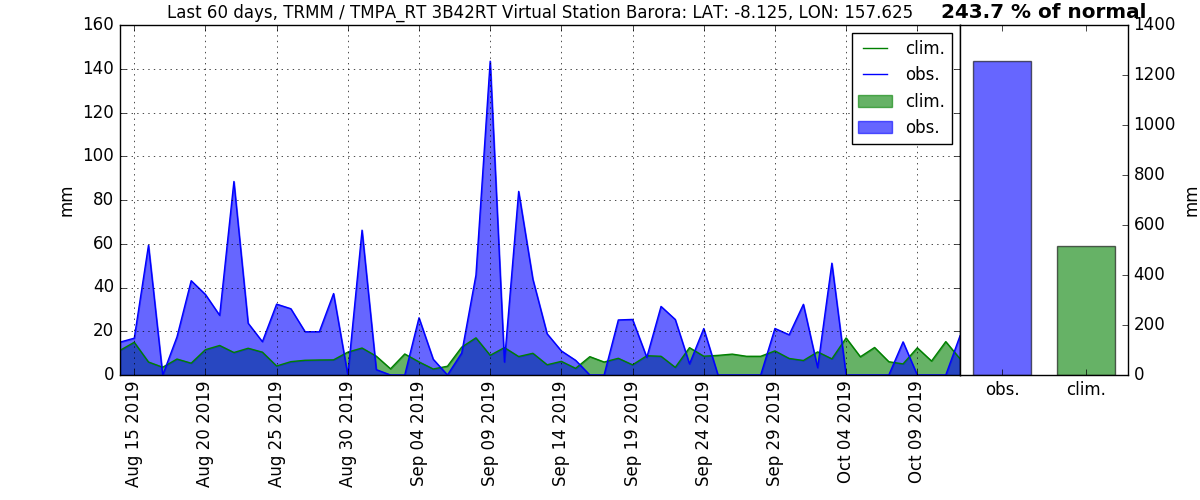 Last 60 days, TRMM / TMPA_RT 3B42RT Virtual Station Barora: LAT: -8.125, LON: 157.625
243.7 % of normal
160
140
120
100
80
60
40
20
0
mm
clim.
obs.
clim.
obs.
1400
1200
1000
800
600
400
200
0
mm
obs.
clim.
Aug 15 2019
Aug 20 2019
Aug 25 2019
Aug 30 2019
Sep 04 2019
Sep 09 2019
Sep 14 2019
Sep 19 2019
Sep 24 2019
Sep 29 2019
Oct 04 2019
Oct 09 2019